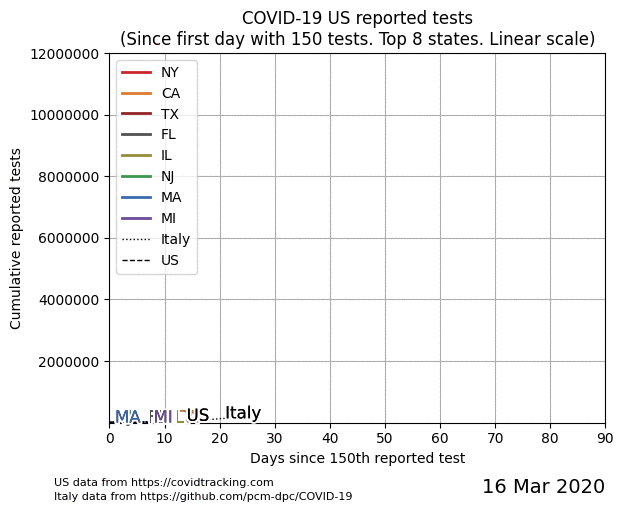 COVID-19 US reported tests
(Since first day with 150 tests. Top 8 states. Linear scale)
Cumulative reported tests
12000000
10000000
8000000
6000000
4000000
2000000
NY
CA
TX
FL
IL
NJ
MA
MI
Italy
US
MA MI US Italy
0 10 20 30 40 50 60 70 80 90
Days since 150th reported test
US data from https://covidtracking.com
Italy data from https://github.com/pcm-dpc/COVID-19
16 Mar 2020